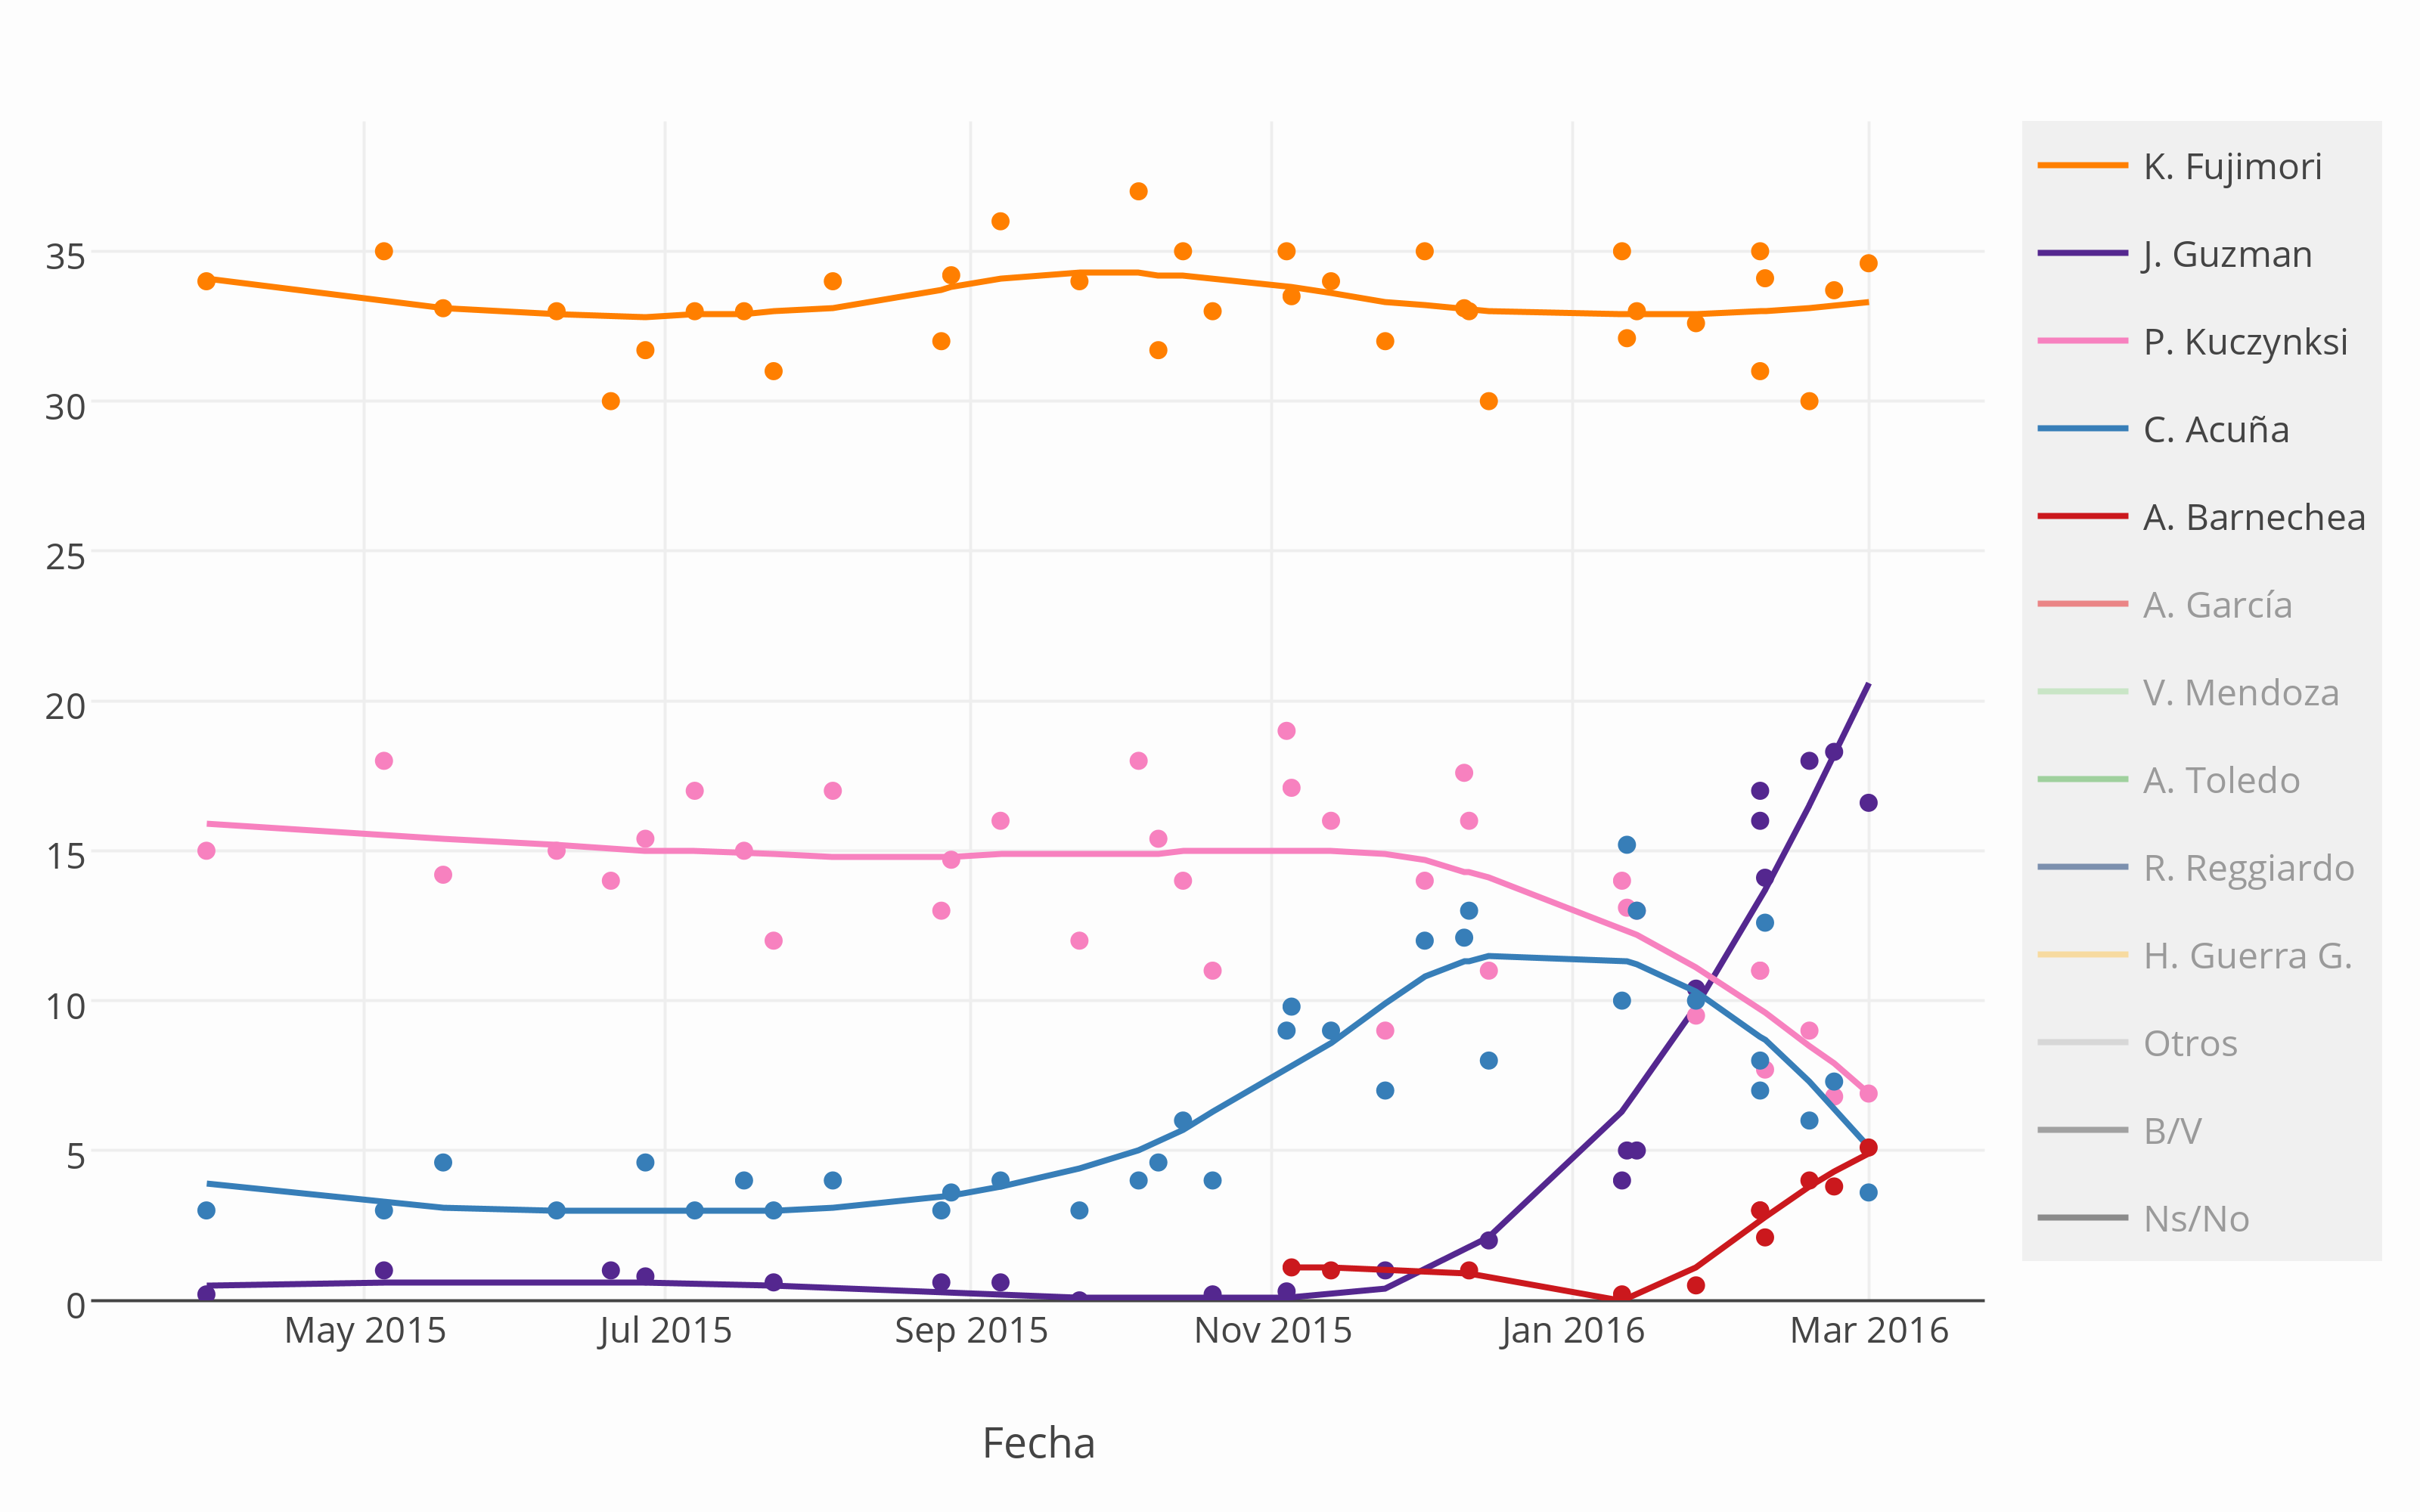 35
30
25
20
15
10
5
0
May 2015
Jul 2015
Sep 2015
Nov 2015
Jan 2016
Mar 2016
Fecha
K. Fujimori
J. Guzman
P. Kuczynksi
C. Acuña
A. Barnechea
A. García
V. Mendoza
A. Toledo
R. Reggiardo
H. Guerra G.
Otros
B/V
Ns/No